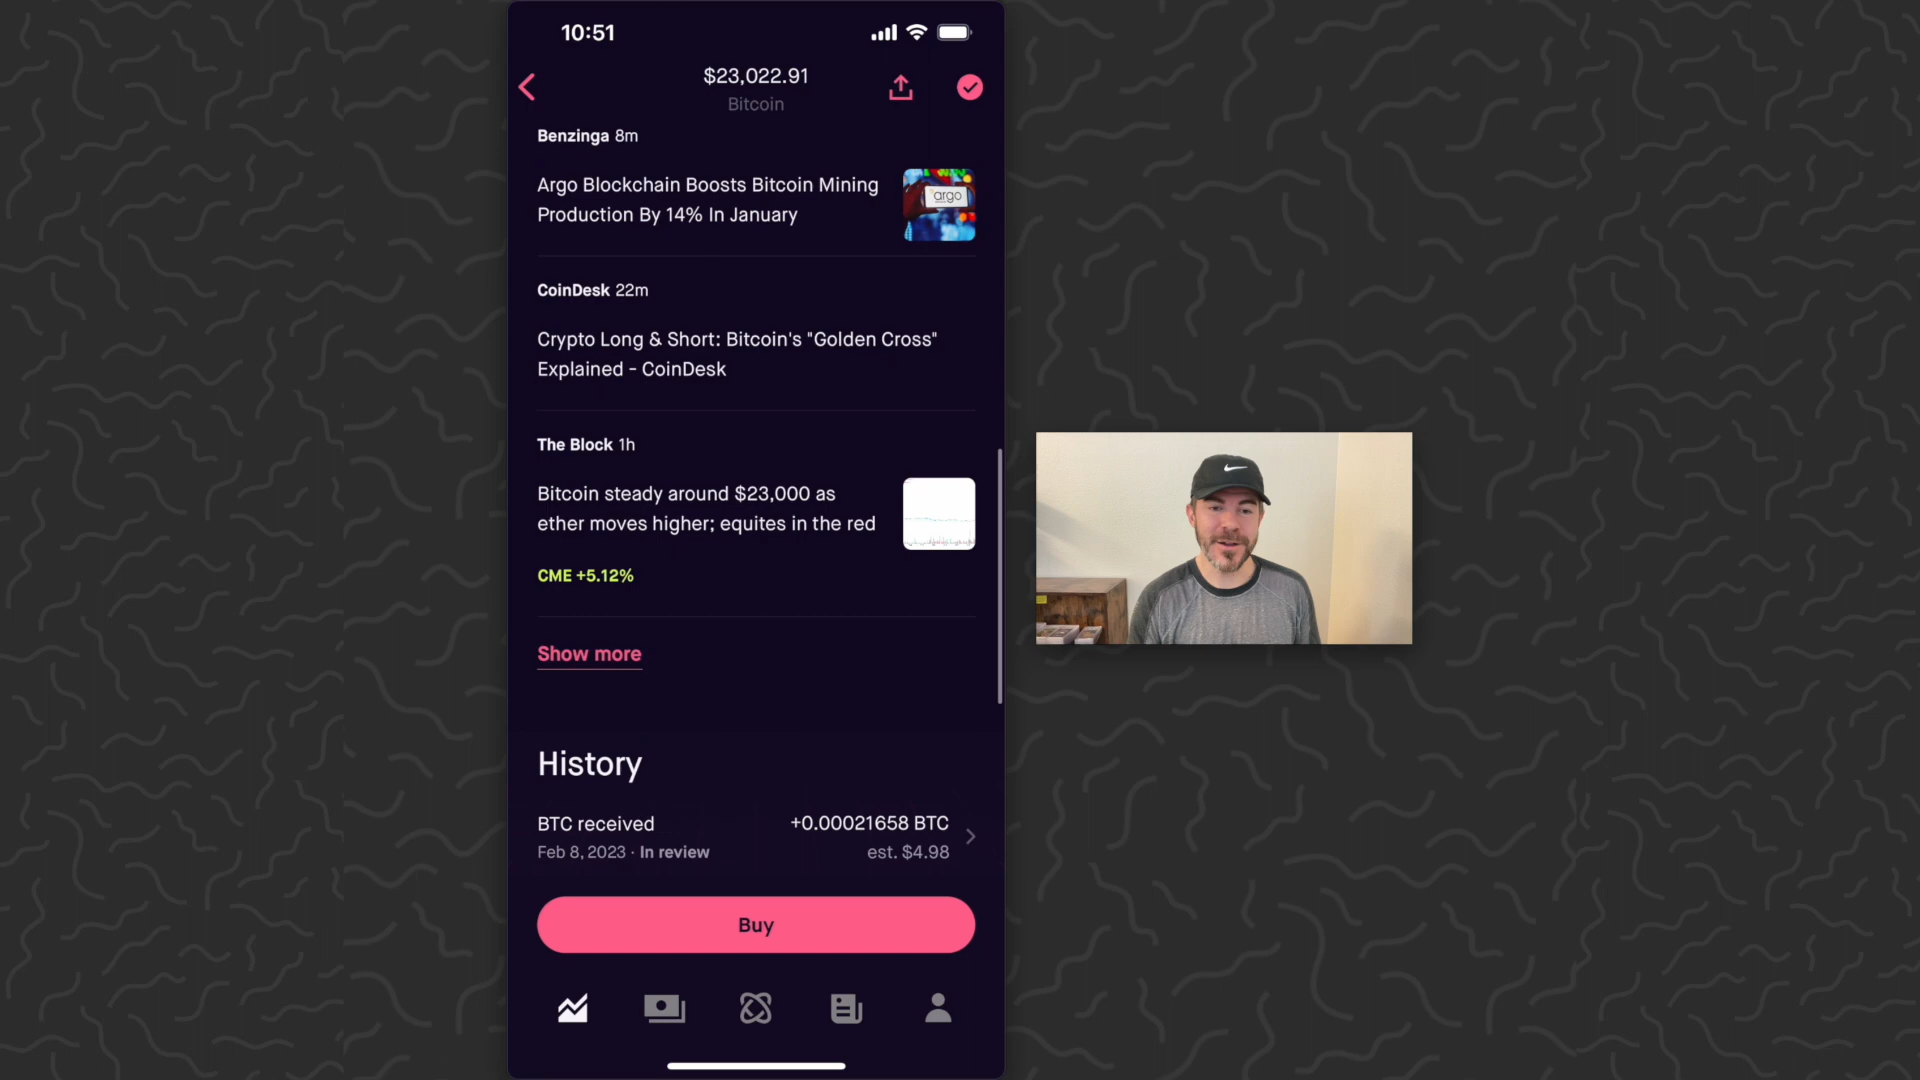 10:51
$23,022.91
Bitcoin
Benzinga 8m
Argo Blockchain Boosts Bitcoin Mining
Production By 14% In January
argo
CoinDesk 22m
Crypto Long & Short: Bitcoin's "Golden Cross"
Explained - CoinDesk
The Block 1h
Bitcoin steady around $23,000 as
ether moves higher; equites in the red
CME +5.12%
Show more
History
BTC received
+0.00021658 BTC
Feb 8, 2023 · In review
est. $4.98
Buy